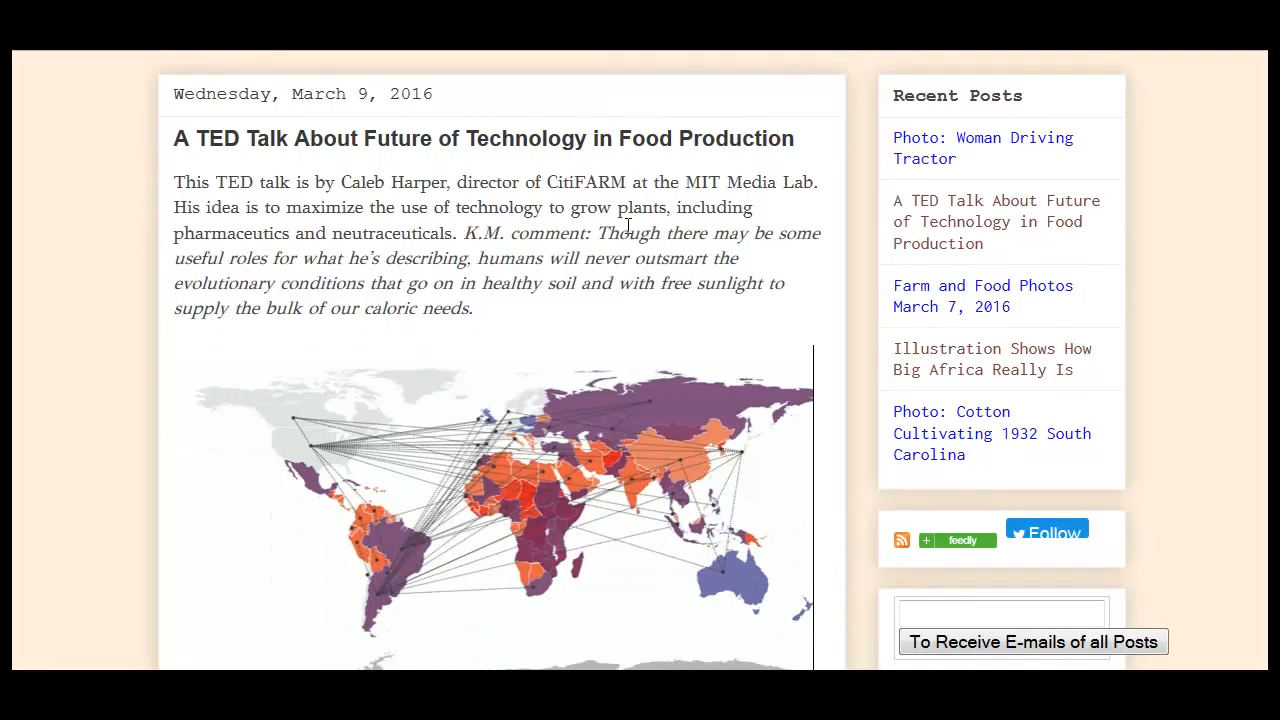 Wednesday, March 9, 2016
A TED Talk About Future of Technology in Food Production
This TED talk is by Caleb Harper, director of CitiFARM at the MIT Media Lab.
His idea is to maximize the use of technology to grow plants, including
pharmaceutics and neutraceuticals. K.M. comment: Though there may be some
useful roles for what he's describing, humans will never outsmart the
evolutionary conditions that go on in healthy soil and with free sunlight to
supply the bulk of our caloric needs.
Recent Posts
Photo: Woman Driving
Tractor
A TED Talk About Future
of Technology in Food
Production
Farm and Food Photos
March 7, 2016
Illustration Shows How
Big Africa Really Is
Photo: Cotton
Cultivating 1932 South
Carolina
+ feedly
Follow
To Receive E-mails of all Posts